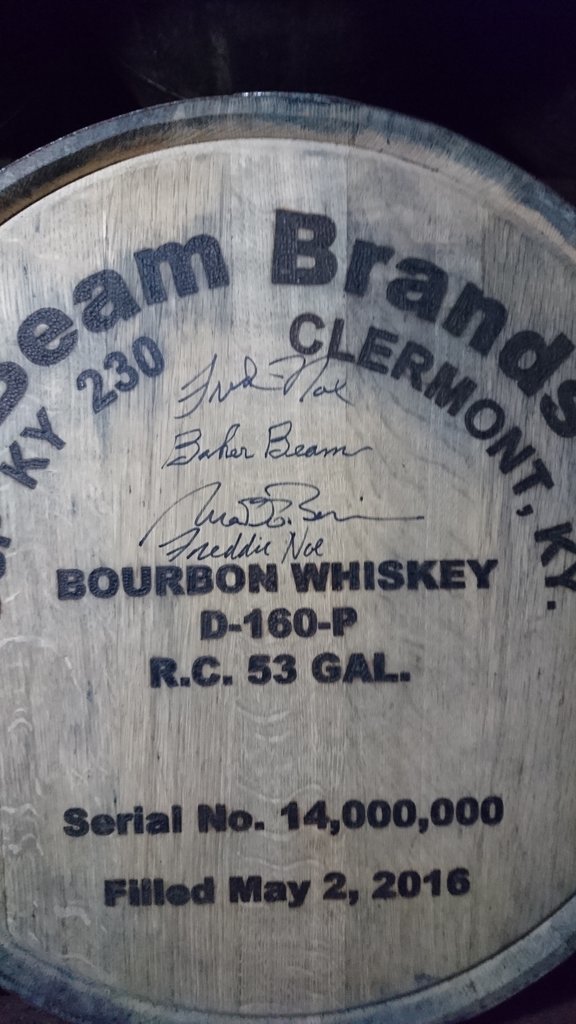 Beam Brands
KY 230
CLERMONT, KY.
Fred Noe
Baker Beam
Freddie Noe
BOURBON WHISKEY
D-160-P
R.C. 53 GAL.
Serial No. 14,000,000
Filled May 2, 2016